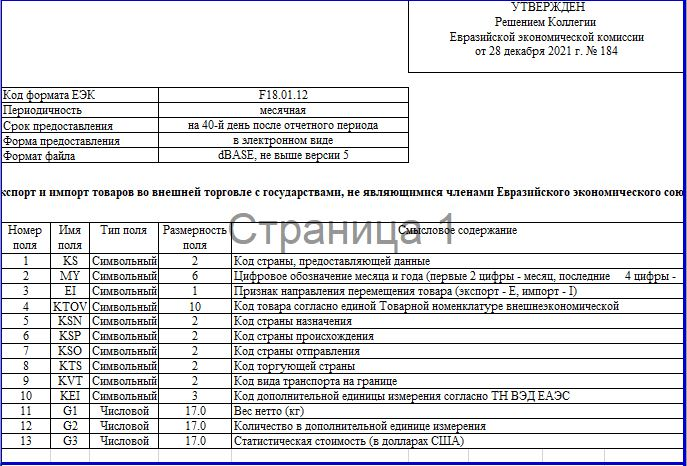 УТВЕРЖДЕН
Решением Коллегии
Евразийской экономической комиссии
от 28 декабря 2021 г. № 184
Код формата ЕЭК F18.01.12
Периодичность месячная
Срок предоставления на 40-й день после отчетного периода
Форма предоставления в электронном виде
Формат файла dBASE, не выше версии 5
кспорт и импорт товаров во внешней торговле с государствами, не являющимися членами Евразийского экономического сою
Страница 1
Номер поля Имя поля Тип поля Размерность поля Смысловое содержание
1 KS Символьный 2 Код страны, предоставляющей данные
2 MY Символьный 6 Цифровое обозначение месяца и года (первые 2 цифры - месяц, последние 4 цифры -
3 EI Символьный 1 Признак направления перемещения товара (экспорт - E, импорт - I)
4 KTOV Символьный 10 Код товара согласно единой Товарной номенклатуре внешнеэкономической
5 KSN Символьный 2 Код страны назначения
6 KSP Символьный 2 Код страны происхождения
7 KSO Символьный 2 Код страны отправления
8 KTS Символьный 2 Код торгующей страны
9 KVT Символьный 2 Код вида транспорта на границе
10 KEI Символьный 3 Код дополнительной единицы измерения согласно ТН ВЭД ЕАЭС
11 G1 Числовой 17.0 Вес нетто (кг)
12 G2 Числовой 17.0 Количество в дополнительной единице измерения
13 G3 Числовой 17.0 Статистическая стоимость (в долларах США)